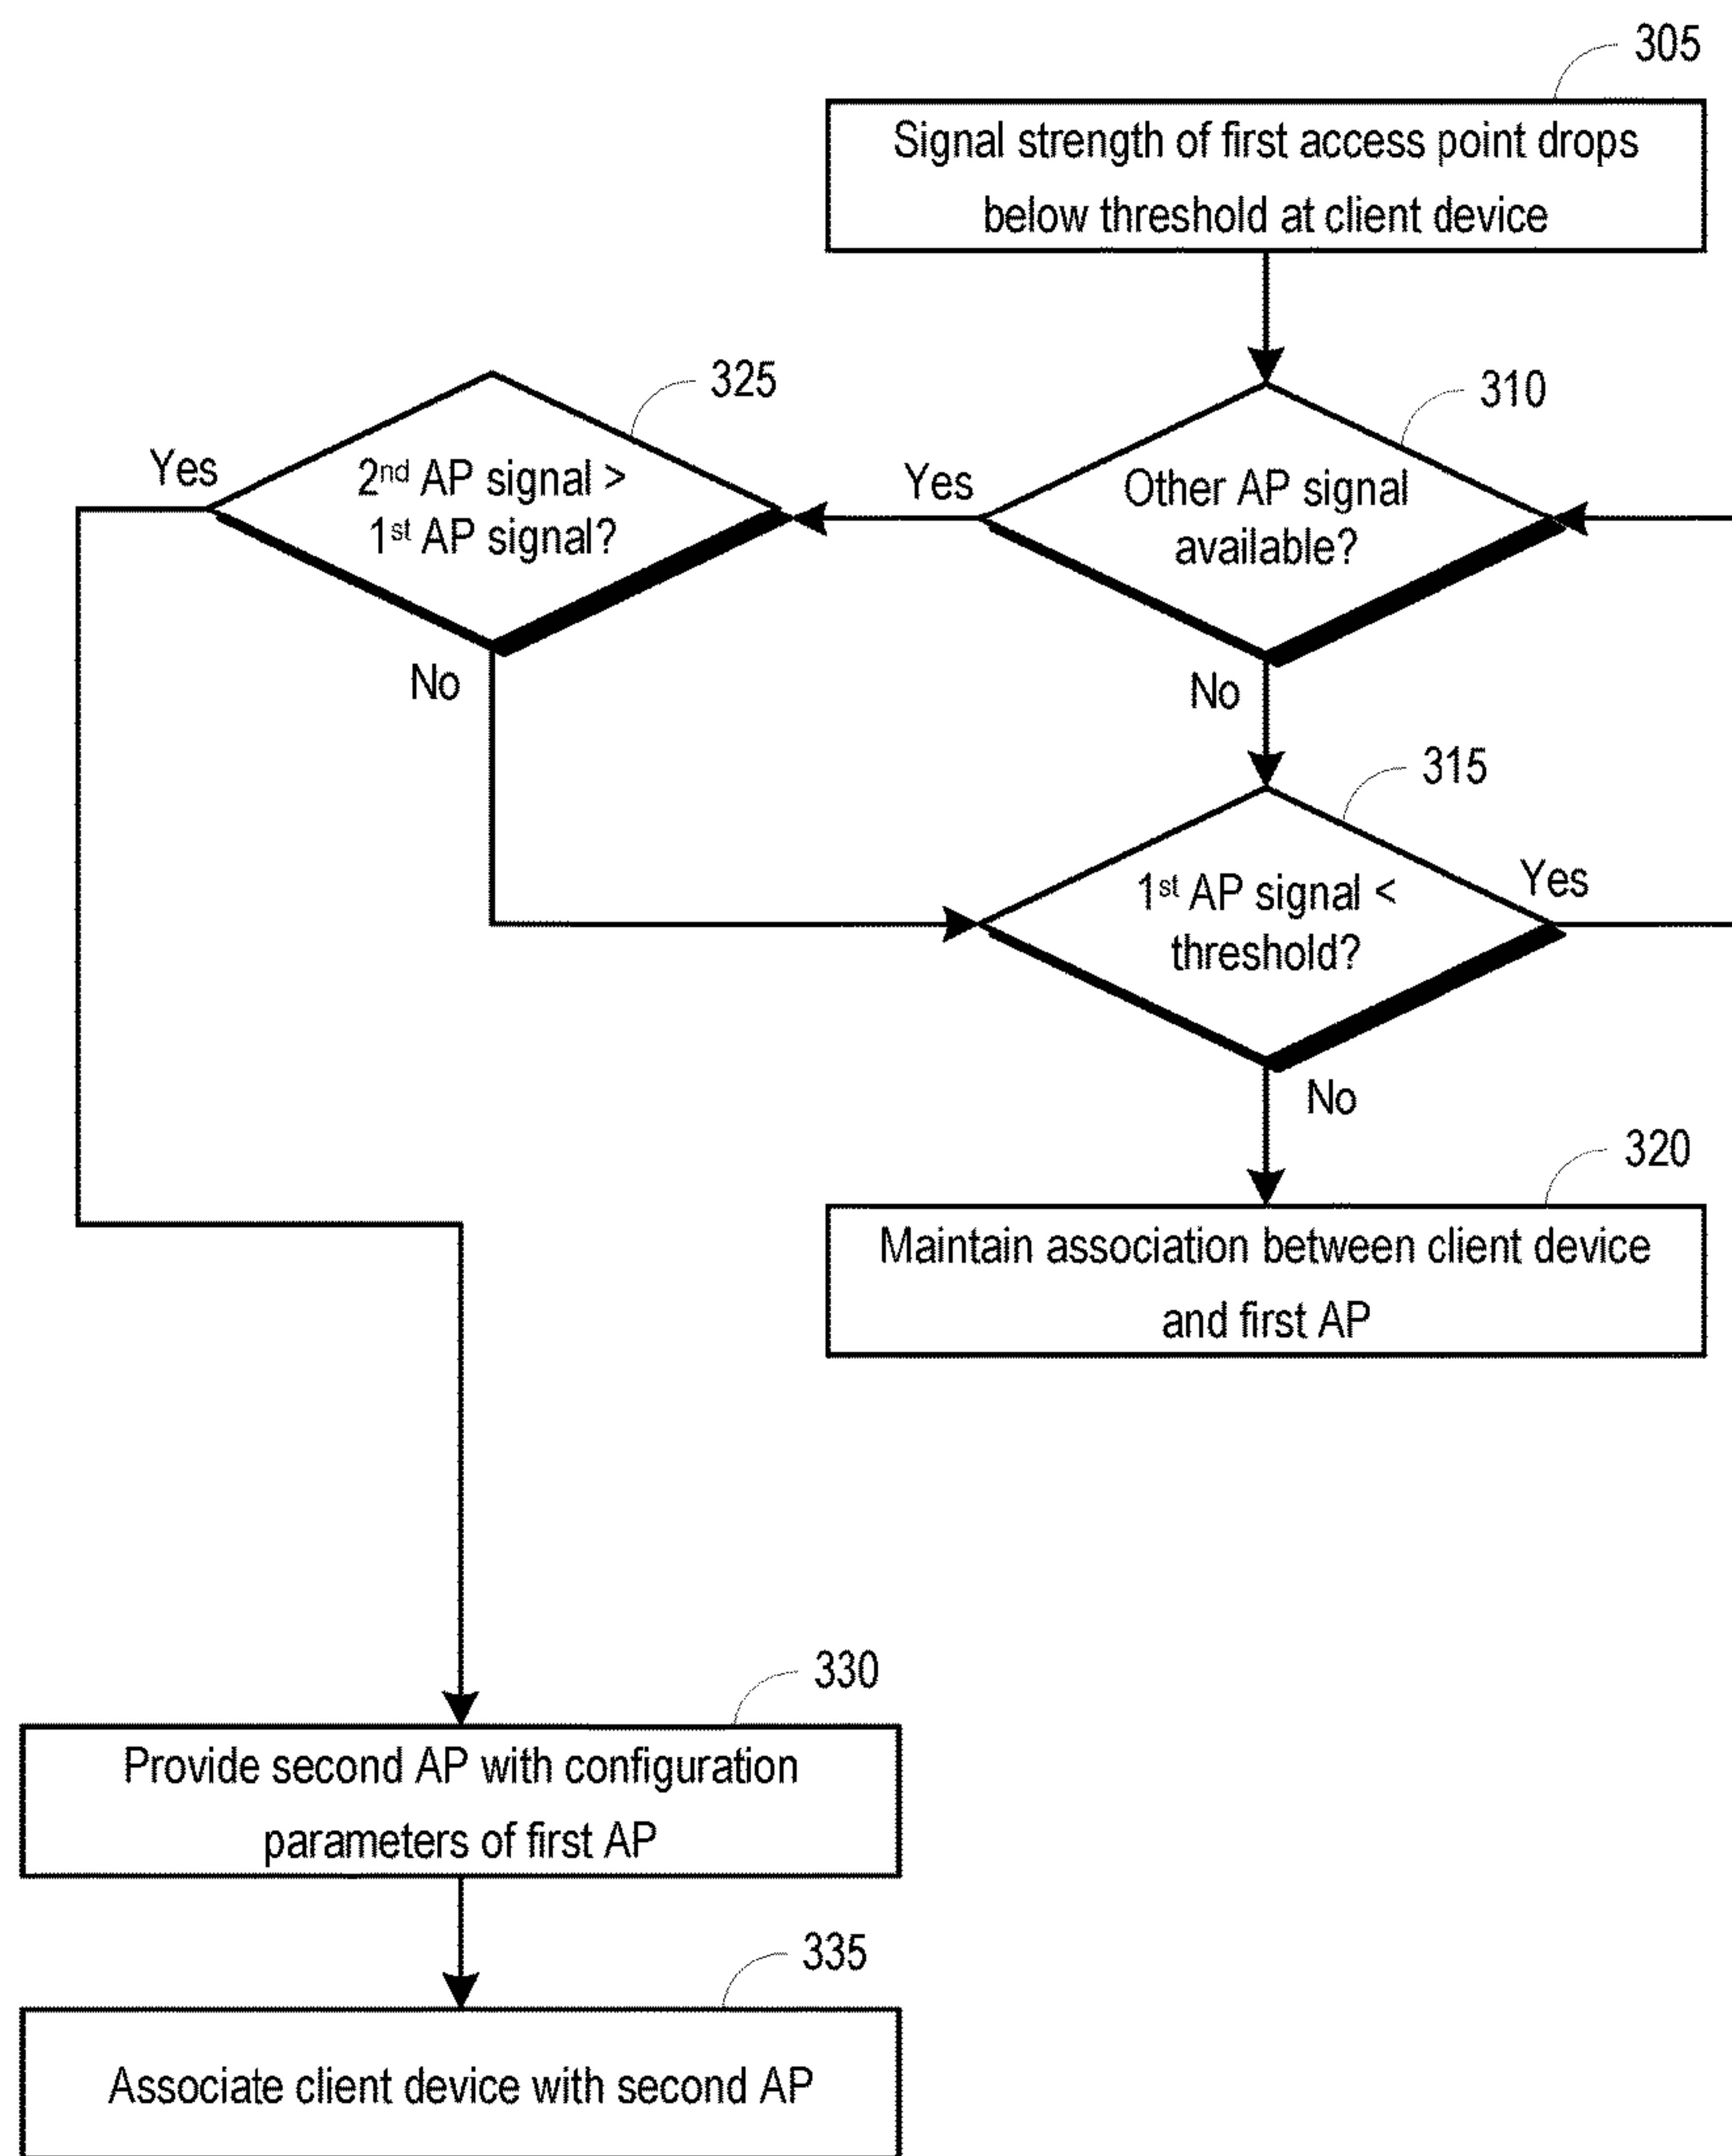 305
Signal strength of first access point drops
below threshold at client device
325
310
Yes
2nd AP signal >
1st AP signal?
Yes
Other AP signal
available?
No
No
315
1st AP signal <
threshold?
Yes
No
320
Maintain association between client device
and first AP
330
Provide second AP with configuration
parameters of first AP
335
Associate client device with second AP